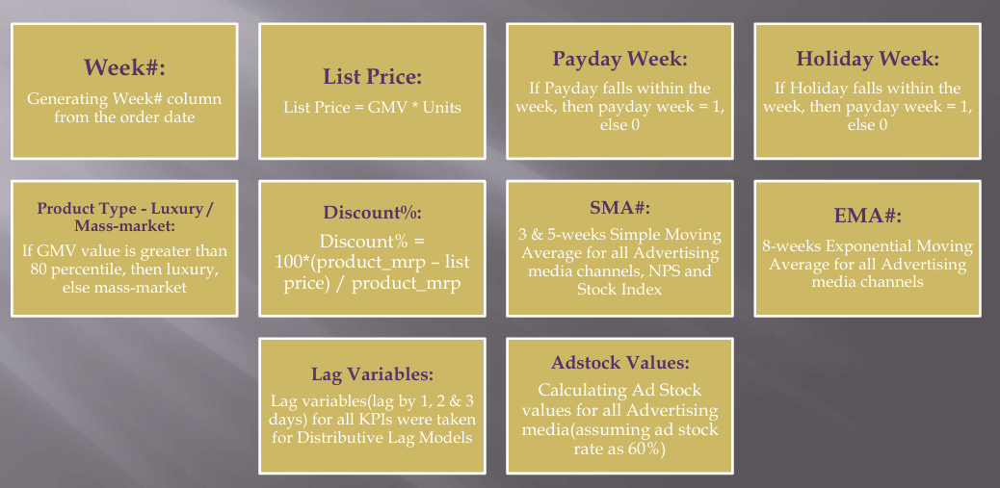 Week#:
Generating Week# column
from the order date
List Price:
List Price = GMV * Units
Payday Week:
If Payday falls within the
week, then payday week = 1,
else 0
Holiday Week:
If Holiday falls within the
week, then payday week = 1,
else 0
Product Type - Luxury /
Mass-market:
If GMV value is greater than
80 percentile, then luxury,
else mass-market
Discount%:
Discount% =
100*(product_mrp – list
price) / product_mrp
SMA#:
3 & 5-weeks Simple Moving
Average for all Advertising
media channels, NPS and
Stock Index
EMA#:
8-weeks Exponential Moving
Average for all Advertising
media channels
Lag Variables:
Lag variables(lag by 1, 2 & 3
days) for all KPIs were taken
for Distributive Lag Models
Adstock Values:
Calculating Ad Stock
values for all Advertising
media(assuming ad stock
rate as 60%)